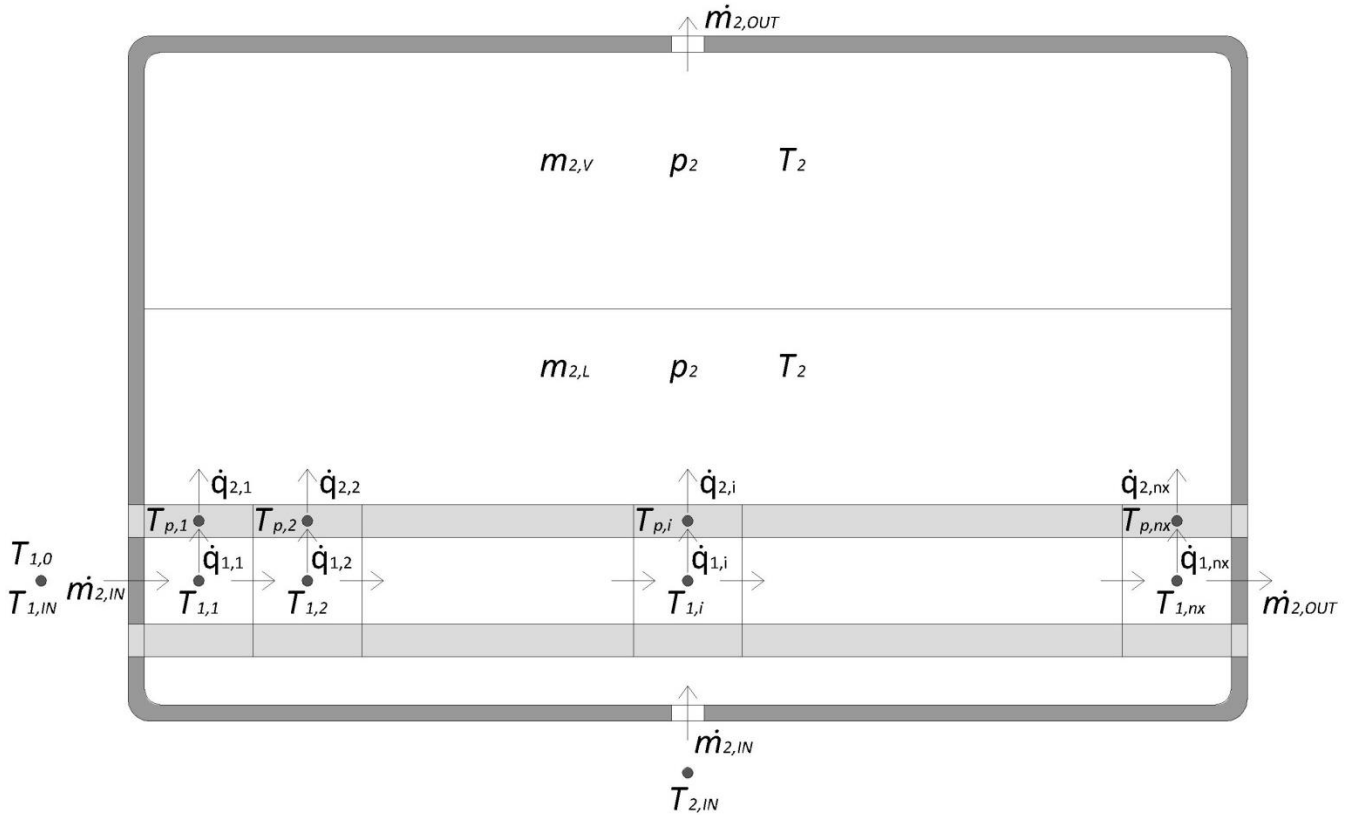 ṁ2,OUT
m2,V p2 T2
m2,L p2 T2
q̇2,1 q̇2,2 q̇2,i q̇2,nx
Tp,1 Tp,2 Tp,i Tp,nx
T1,0 q̇1,1 q̇1,2 q̇1,i q̇1,nx
T1,IN ṁ2,IN T1,1 T1,2 T1,i T1,nx ṁ2,OUT
ṁ2,IN
T2,IN